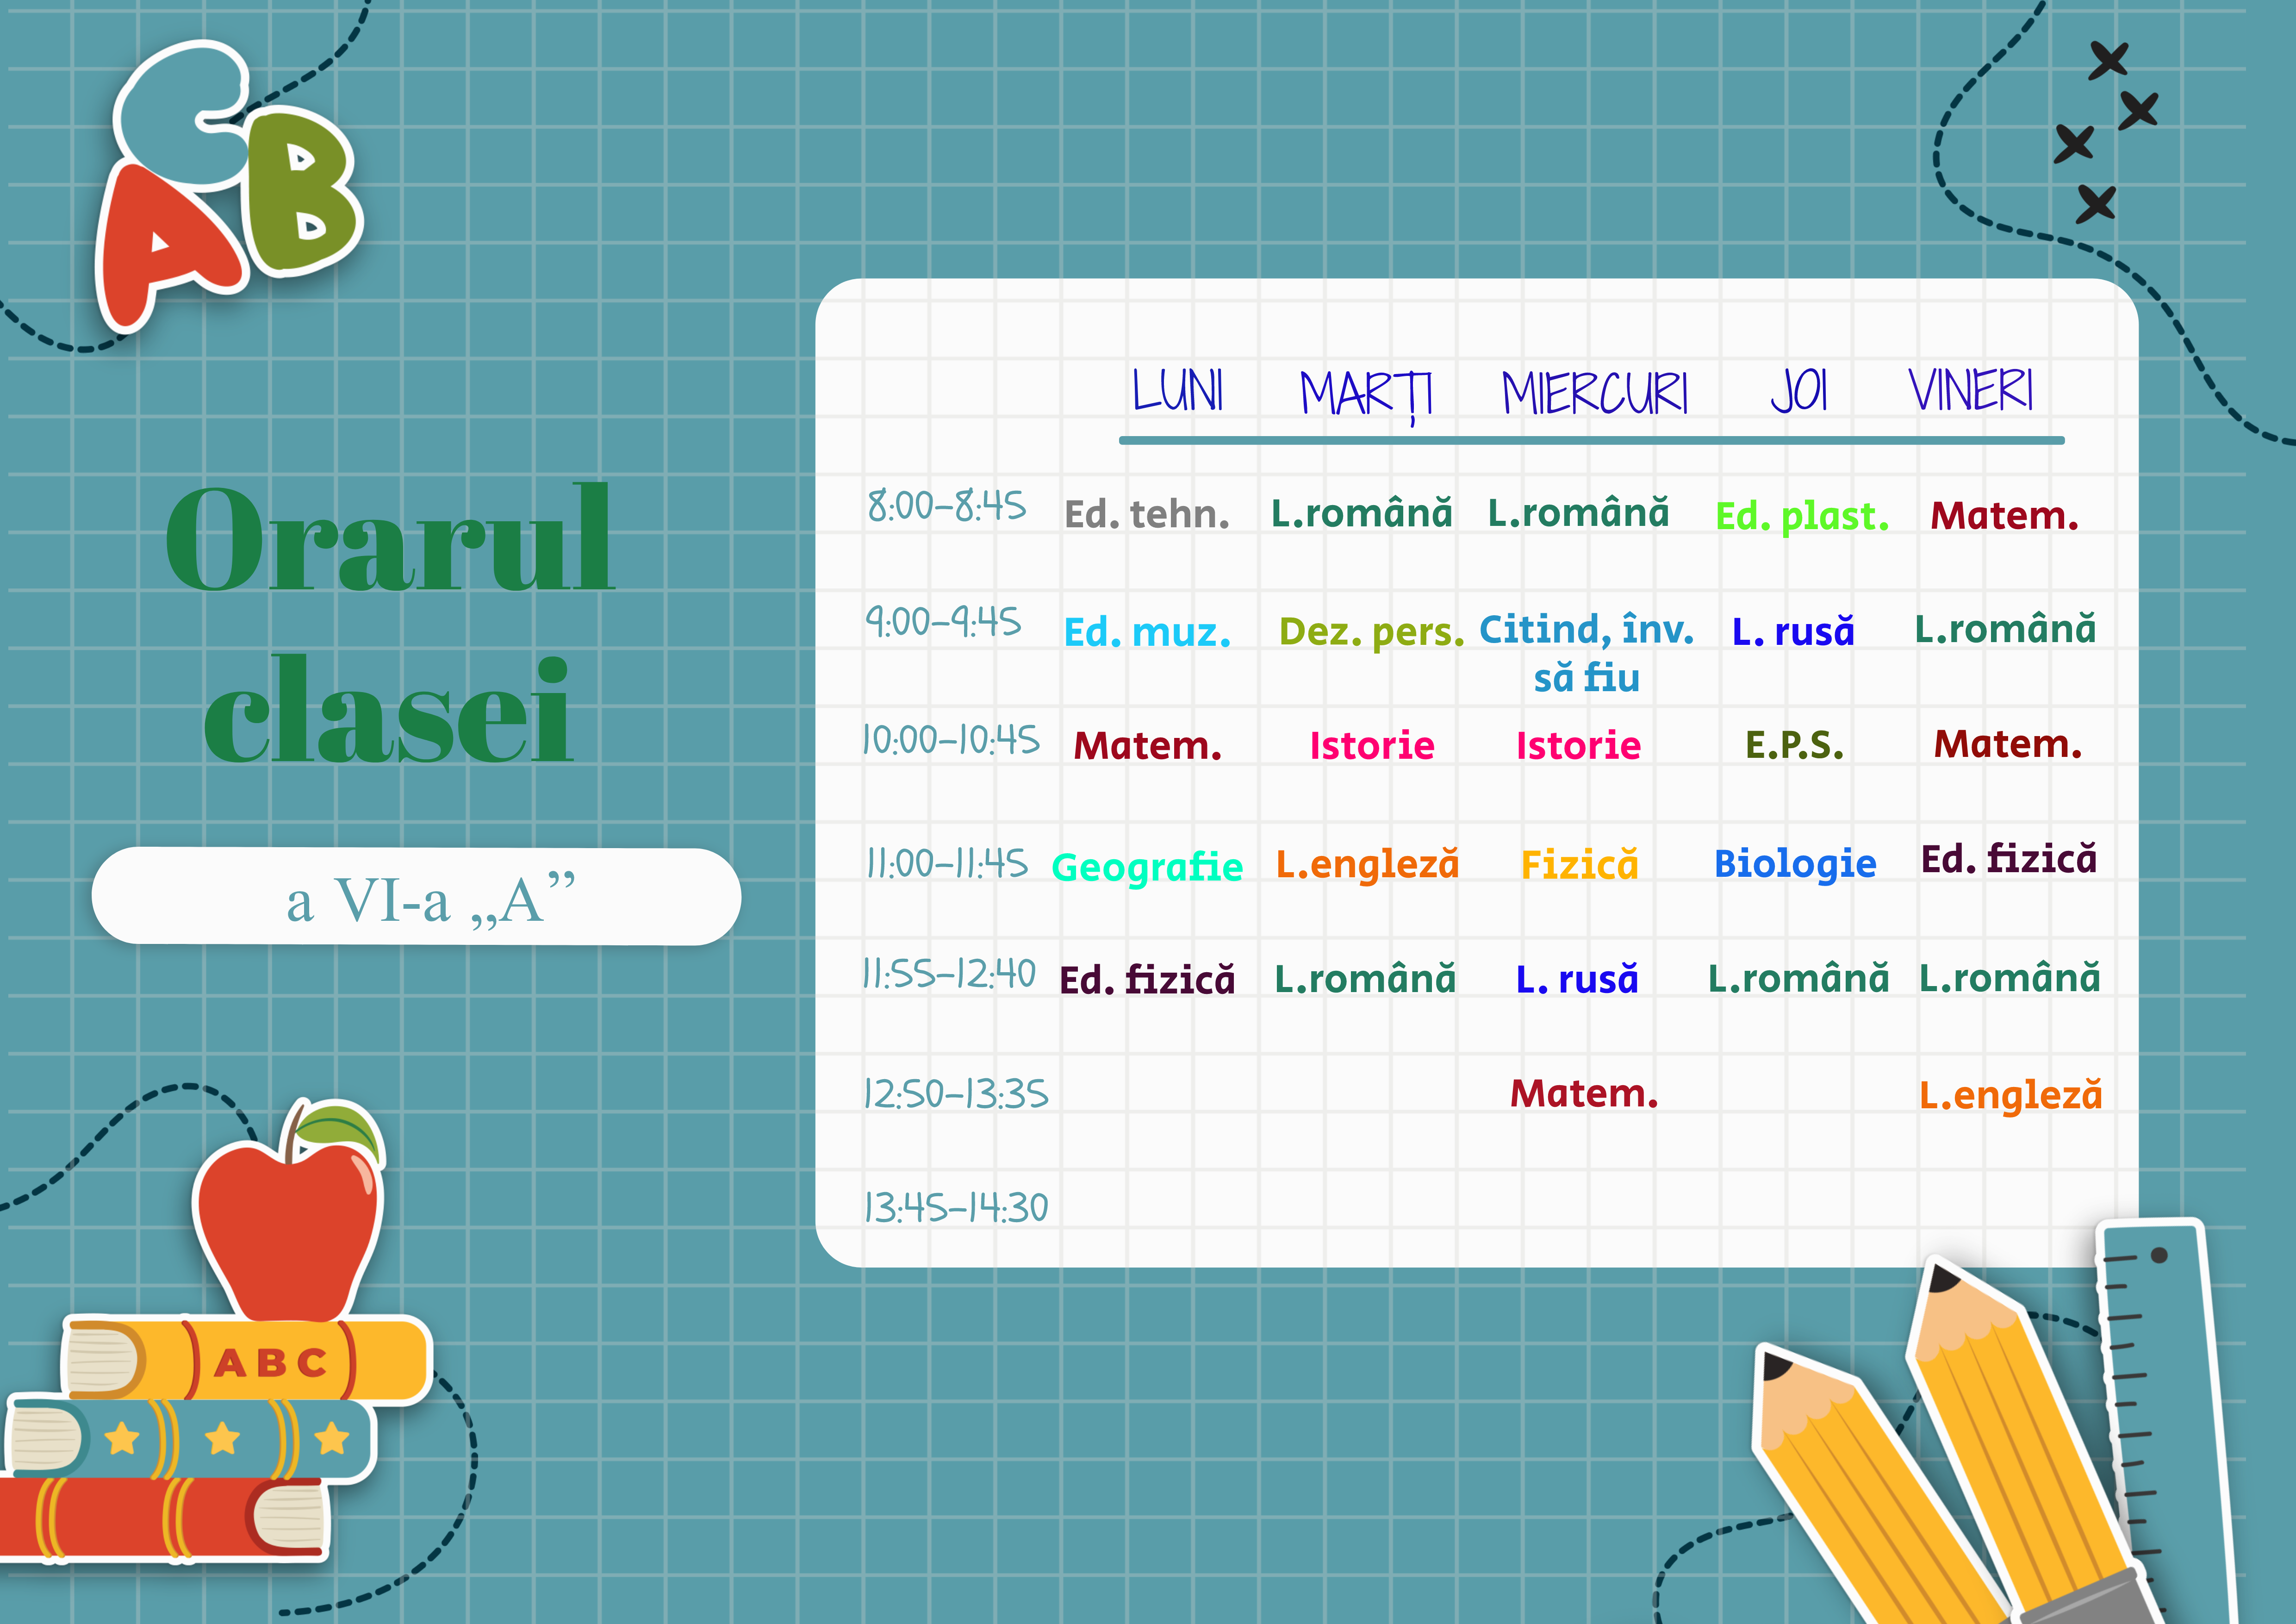 C
A B
Orarul
clasei
a VI-a „A”
LUNI MARȚI MIERCURI JOI VINERI
8:00-8:45 Ed. tehn. L.română L.română Ed. plast. Matem.
9:00-9:45 Ed. muz. Dez. pers. Citind, înv. L. rusă L.română
să fiu
10:00-10:45 Matem. Istorie Istorie E.P.S. Matem.
11:00-11:45 Geografie L.engleză Fizică Biologie Ed. fizică
11:55-12:40 Ed. fizică L.română L. rusă L.română L.română
12:50-13:35 Matem. L.engleză
13:45-14:30
ABC